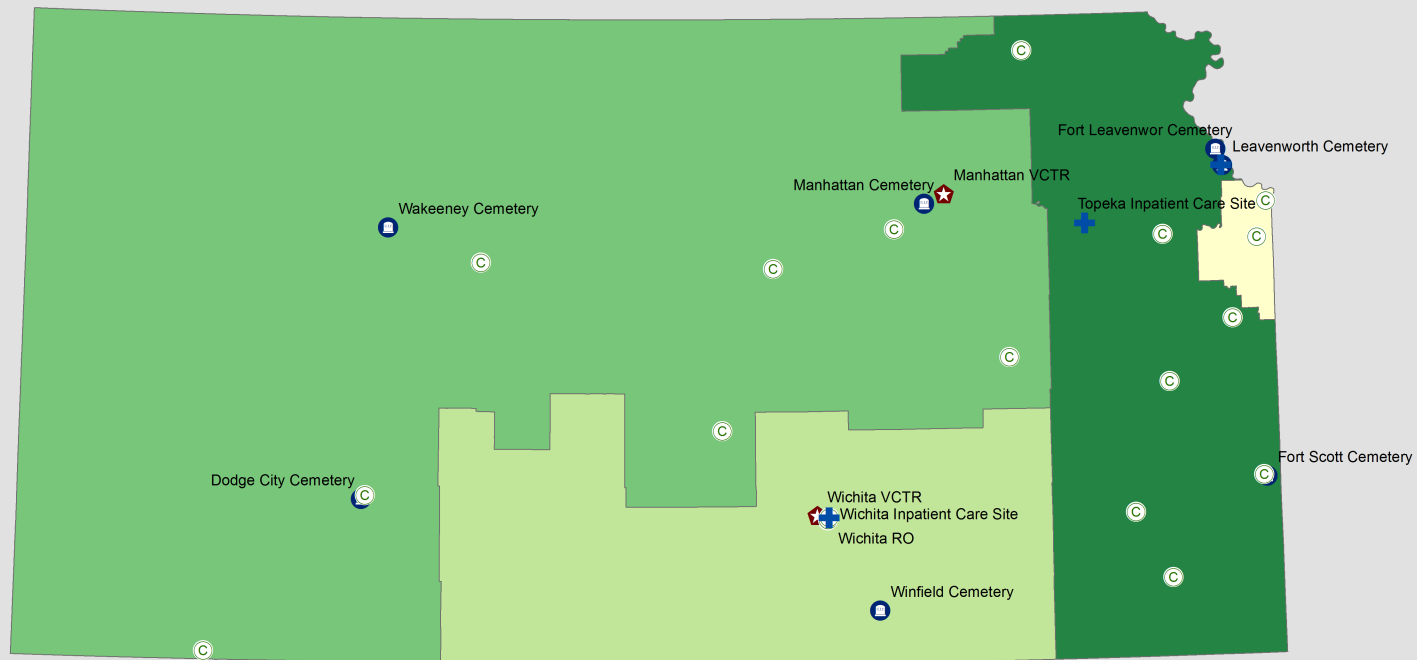 C
Fort Leavenwor Cemetery
Leavenworth Cemetery
Manhattan VCTR
Manhattan Cemetery
Topeka Inpatient Care Site
C
Wakeeney Cemetery
C
C
C
C
C
C
C
C
C
C
Fort Scott Cemetery
C
Dodge City Cemetery
C
Wichita VCTR
Wichita Inpatient Care Site
C
Wichita RO
C
Winfield Cemetery
C